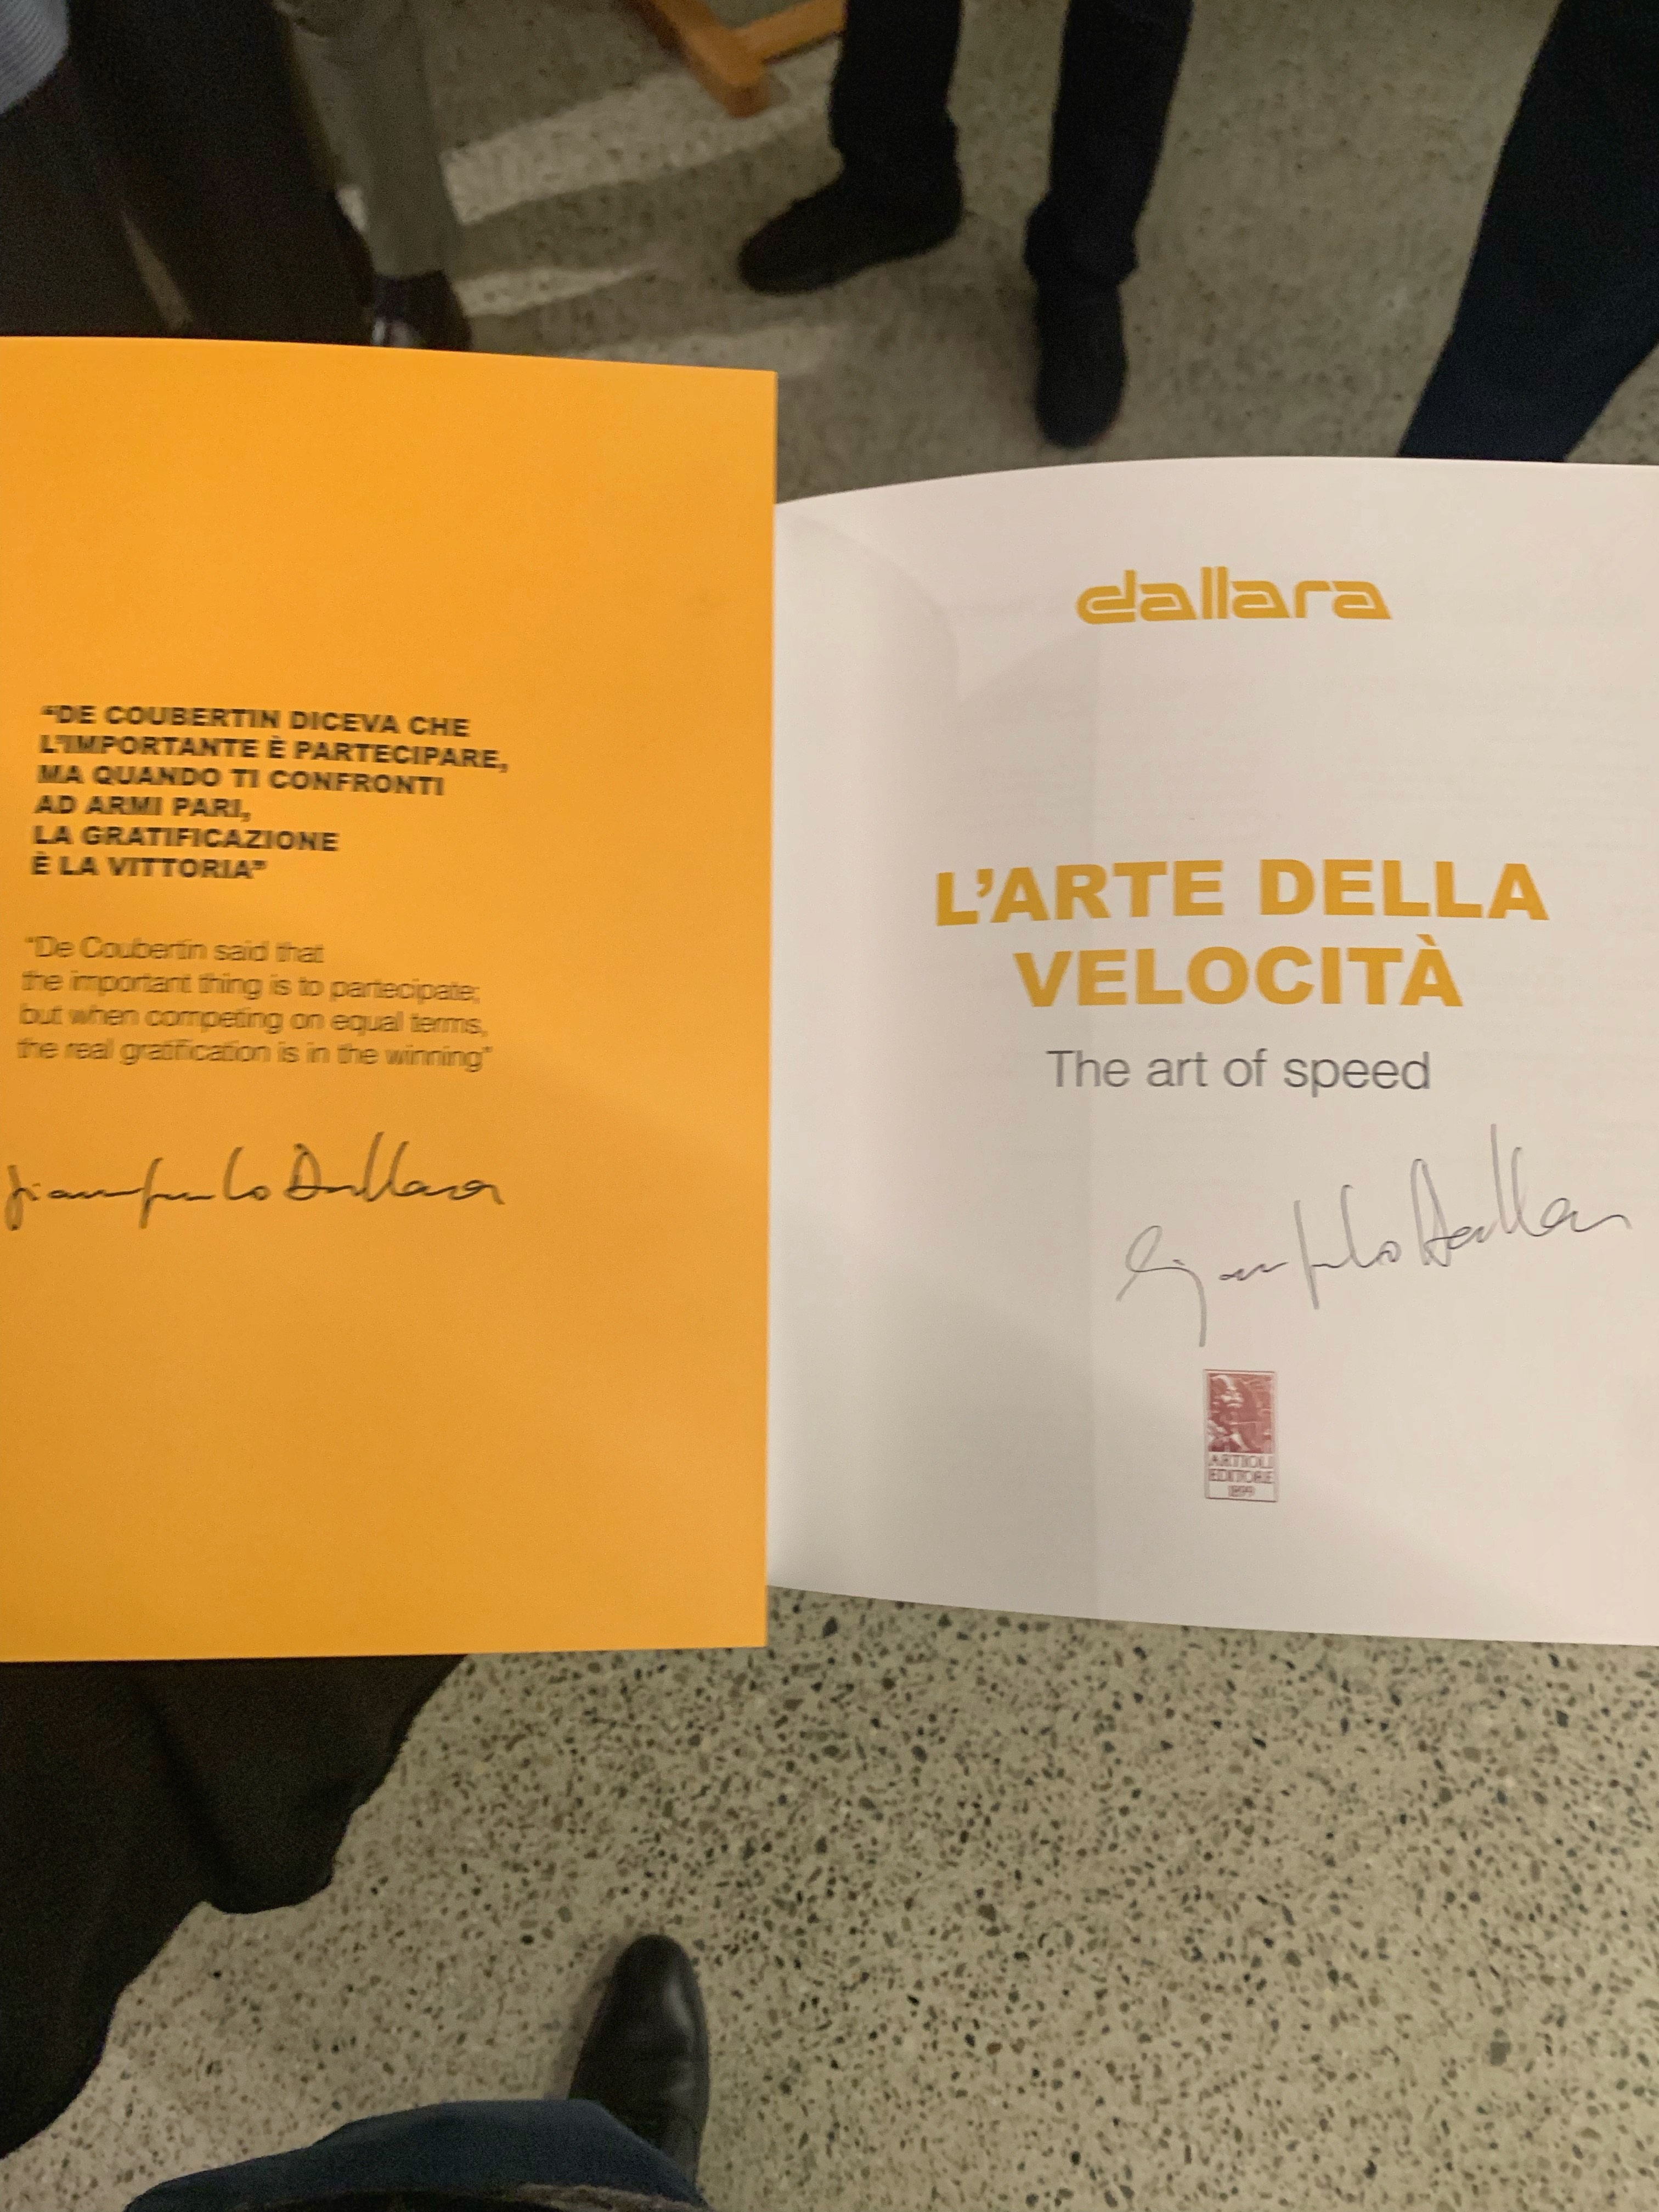 “DE COUBERTIN DICEVA CHE
L’IMPORTANTE È PARTECIPARE,
MA QUANDO TI CONFRONTI
AD ARMI PARI,
LA GRATIFICAZIONE
È LA VITTORIA”
“De Coubertin said that
the important thing is to partecipate;
but when competing on equal terms,
the real gratification is in the winning”
Giampaolo Dallara
dallara
L’ARTE DELLA
VELOCITÀ
The art of speed
Giampaolo Dallara
ARTIOLI
EDITORE
1899